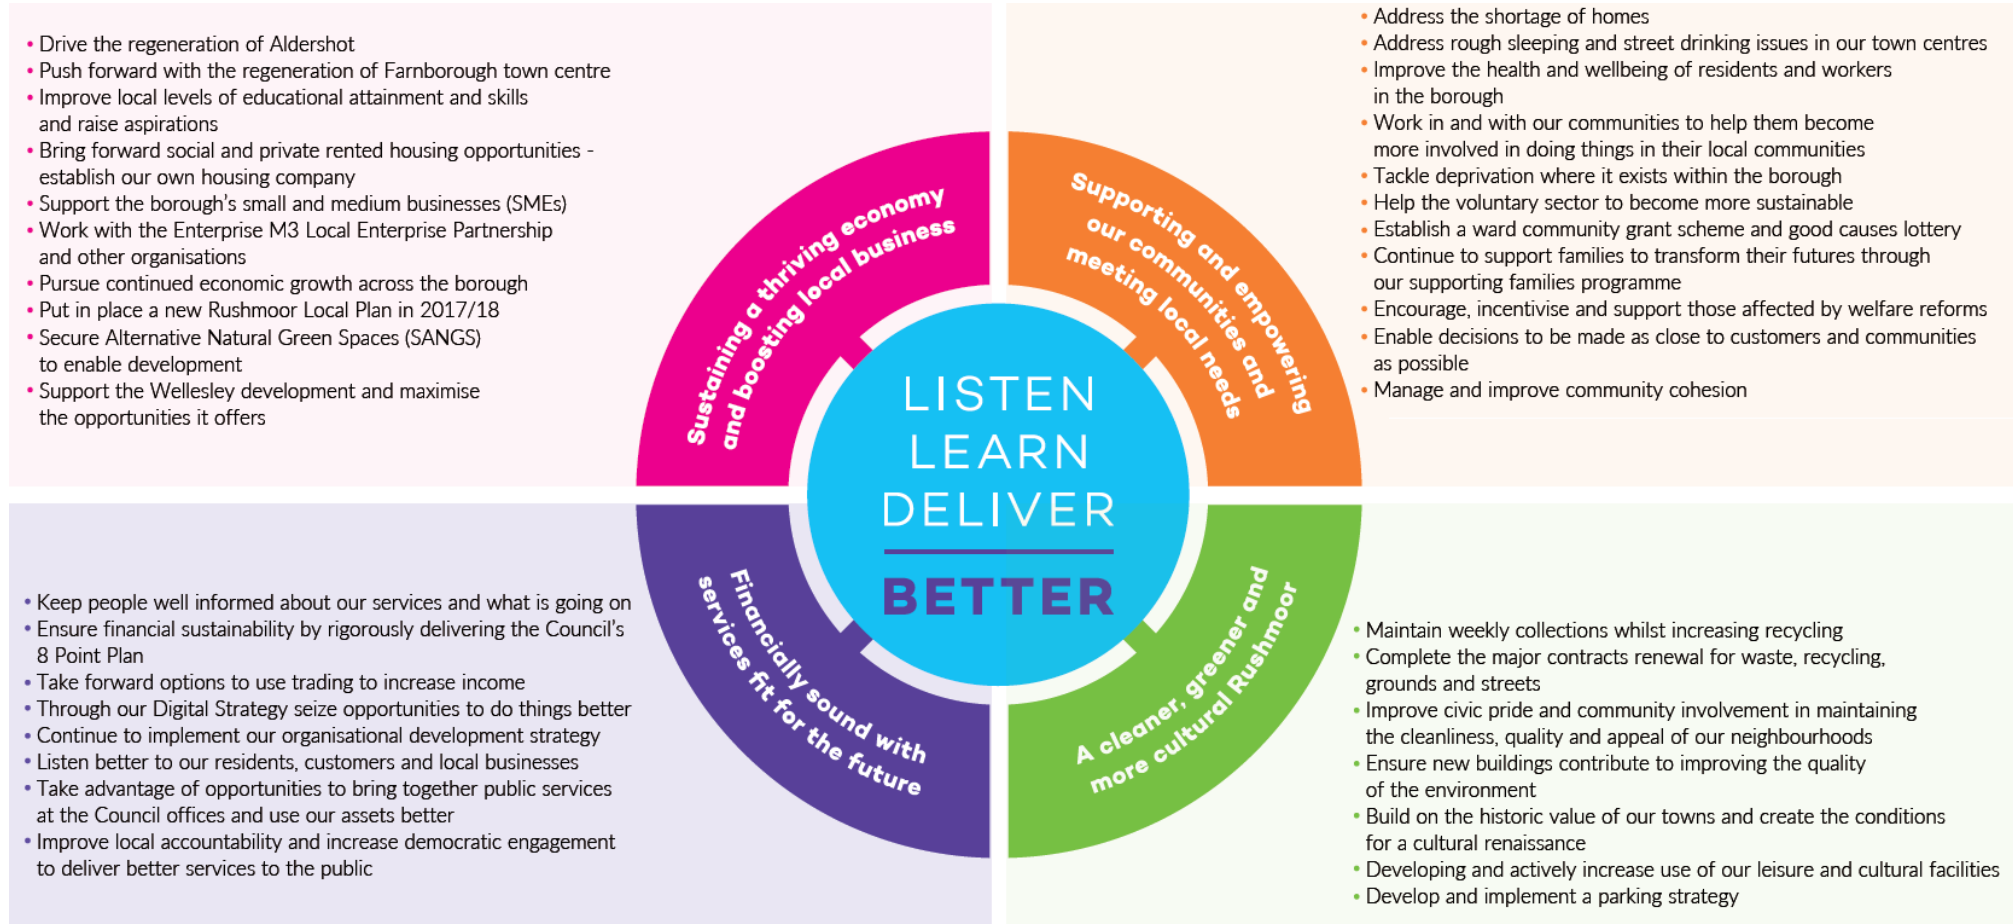 • Drive the regeneration of Aldershot
• Push forward with the regeneration of Farnborough town centre
• Improve local levels of educational attainment and skills
and raise aspirations
• Bring forward social and private rented housing opportunities -
establish our own housing company
• Support the borough's small and medium businesses (SMEs)
• Work with the Enterprise M3 Local Enterprise Partnership
and other organisations
• Pursue continued economic growth across the borough
• Put in place a new Rushmoor Local Plan in 2017/18
• Secure Alternative Natural Green Spaces (SANGS)
to enable development
• Support the Wellesley development and maximise
the opportunities it offers
Sustaining a thriving economy
and boosting local business
Supporting and empowering
our communities and
meeting local needs
• Address the shortage of homes
• Address rough sleeping and street drinking issues in our town centres
• Improve the health and wellbeing of residents and workers
in the borough
• Work in and with our communities to help them become
more involved in doing things in their local communities
• Tackle deprivation where it exists within the borough
• Help the voluntary sector to become more sustainable
• Establish a ward community grant scheme and good causes lottery
• Continue to support families to transform their futures through
our supporting families programme
• Encourage, incentivise and support those affected by welfare reforms
• Enable decisions to be made as close to customers and communities
as possible
• Manage and improve community cohesion
LISTEN
LEARN
DELIVER
BETTER
• Keep people well informed about our services and what is going on
• Ensure financial sustainability by rigorously delivering the Council's
8 Point Plan
• Take forward options to use trading to increase income
• Through our Digital Strategy seize opportunities to do things better
• Continue to implement our organisational development strategy
• Listen better to our residents, customers and local businesses
• Take advantage of opportunities to bring together public services
at the Council offices and use our assets better
• Improve local accountability and increase democratic engagement
to deliver better services to the public
Financially sound with
services fit for the future
A cleaner, greener and
more cultural Rushmoor
• Maintain weekly collections whilst increasing recycling
• Complete the major contracts renewal for waste, recycling,
grounds and streets
• Improve civic pride and community involvement in maintaining
the cleanliness, quality and appeal of our neighbourhoods
• Ensure new buildings contribute to improving the quality
of the environment
• Build on the historic value of our towns and create the conditions
for a cultural renaissance
• Developing and actively increase use of our leisure and cultural facilities
• Develop and implement a parking strategy